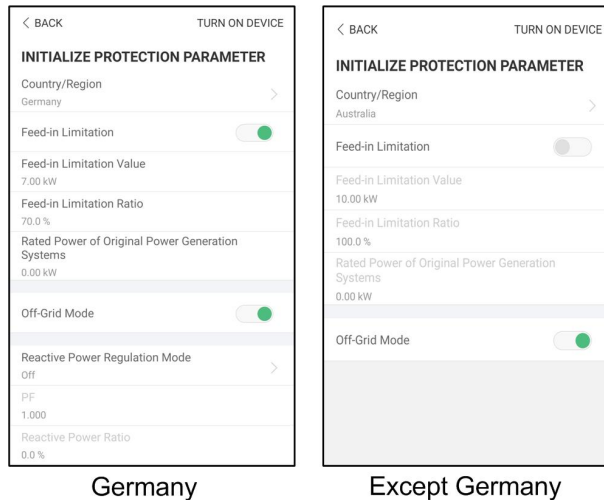 < BACK TURN ON DEVICE
INITIALIZE PROTECTION PARAMETER
Country/Region
Germany
Feed-in Limitation
Feed-in Limitation Value
7.00 kW
Feed-in Limitation Ratio
70.0 %
Rated Power of Original Power Generation
Systems
0.00 kW
Off-Grid Mode
Reactive Power Regulation Mode
Off
PF
1.000
Reactive Power Ratio
0.0 %
Germany
< BACK TURN ON DEVICE
INITIALIZE PROTECTION PARAMETER
Country/Region
Australia
Feed-in Limitation
Feed-in Limitation Value
10.00 kW
Feed-in Limitation Ratio
100.0 %
Rated Power of Original Power Generation
Systems
0.00 kW
Off-Grid Mode
Except Germany